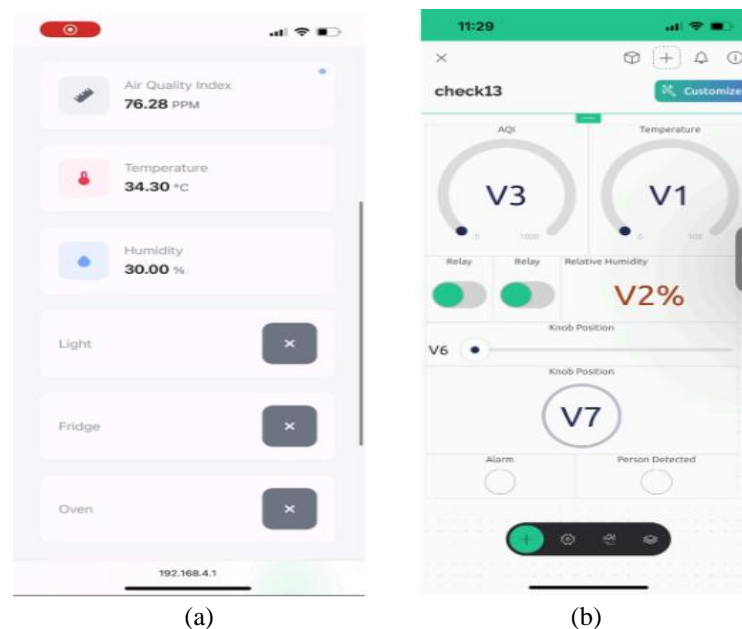 Air Quality Index
76.28 PPM
Temperature
34.30 °C
Humidity
30.00 %
Light
Fridge
Oven
192.168.4.1
(a)
11:29
check13
Customize
AQI
Temperature
V3
V1
0 1000
0 100
Relay Relay Relative Humidity
V2%
Knob Position
V6
Knob Position
V7
Alarm Person Detected
(b)